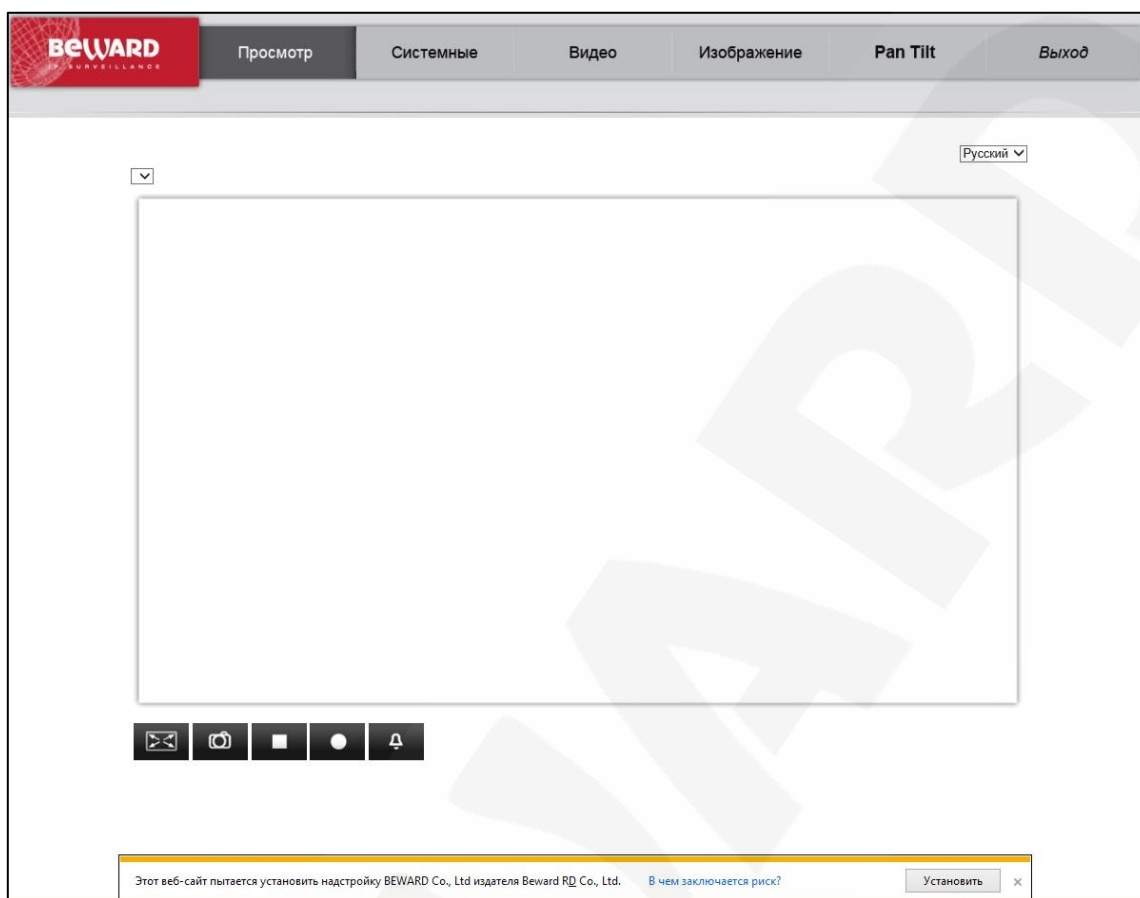 BEWARD
IP SURVEILLANCE
Просмотр
Системные
Видео
Изображение
Pan Tilt
Выход
Русский
Этот веб-сайт пытается установить надстройку BEWARD Co., Ltd издателя Beward RD Co., Ltd.
В чем заключается риск?
Установить